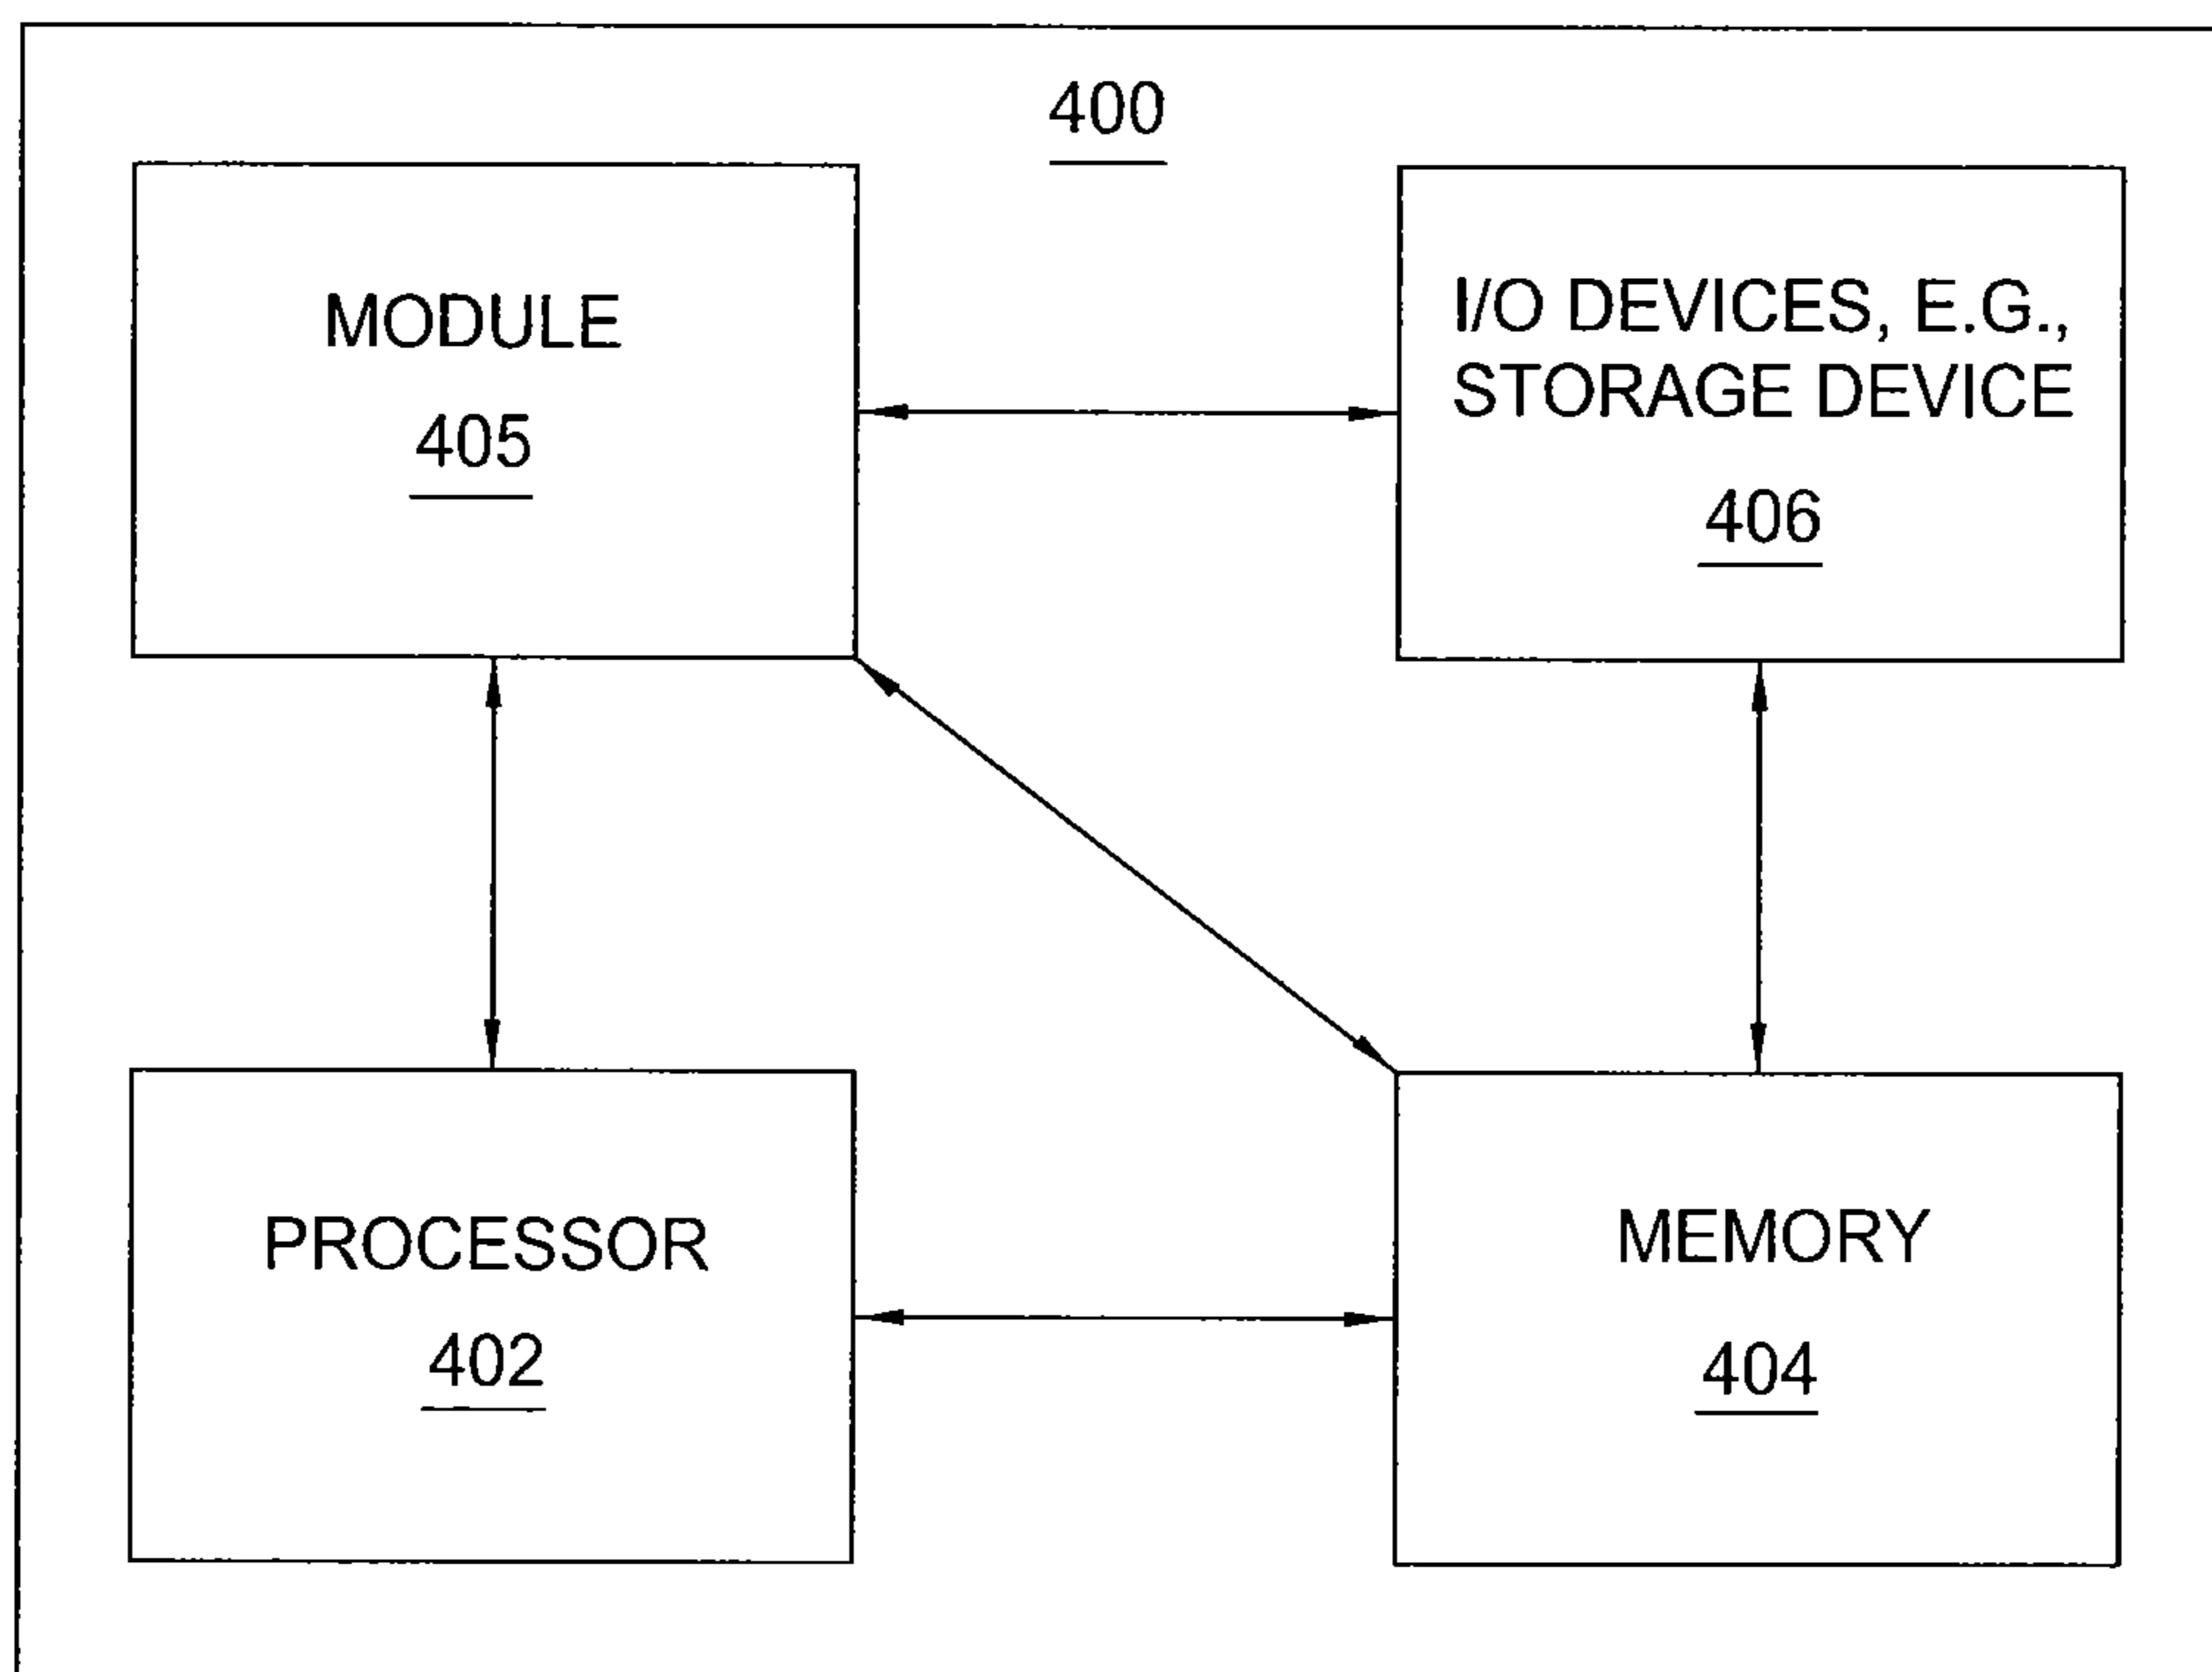 400
MODULE
405
I/O DEVICES, E.G.,
STORAGE DEVICE
406
PROCESSOR
402
MEMORY
404